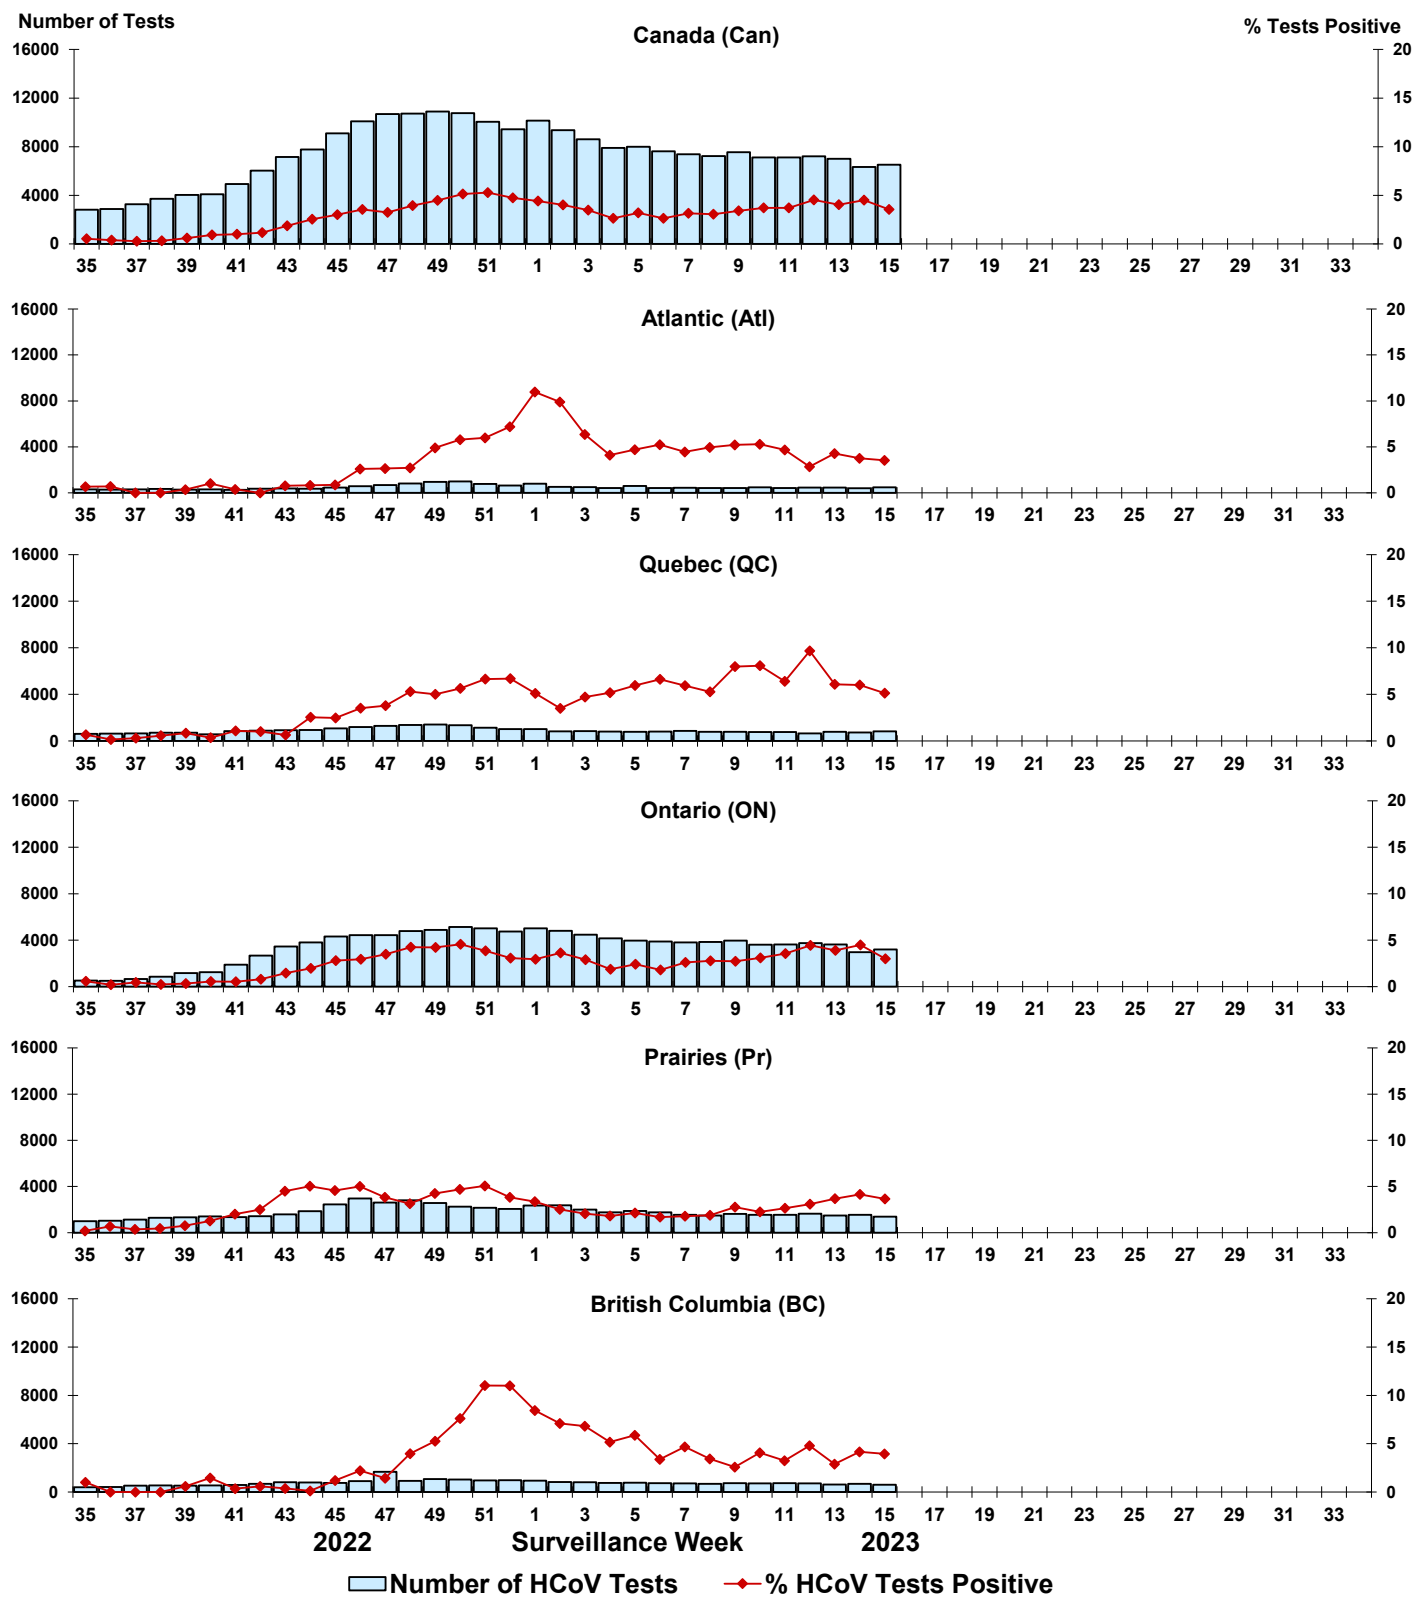 Number of Tests
Canada (Can)
% Tests Positive
16000 20
12000 15
8000 10
4000 5
0 0
35 37 39 41 43 45 47 49 51 1 3 5 7 9 11 13 15 17 19 21 23 25 27 29 31 33
Atlantic (Atl)
16000 20
12000 15
8000 10
4000 5
0 0
35 37 39 41 43 45 47 49 51 1 3 5 7 9 11 13 15 17 19 21 23 25 27 29 31 33
Quebec (QC)
16000 20
12000 15
8000 10
4000 5
0 0
35 37 39 41 43 45 47 49 51 1 3 5 7 9 11 13 15 17 19 21 23 25 27 29 31 33
Ontario (ON)
16000 20
12000 15
8000 10
4000 5
0 0
35 37 39 41 43 45 47 49 51 1 3 5 7 9 11 13 15 17 19 21 23 25 27 29 31 33
Prairies (Pr)
16000 20
12000 15
8000 10
4000 5
0 0
35 37 39 41 43 45 47 49 51 1 3 5 7 9 11 13 15 17 19 21 23 25 27 29 31 33
British Columbia (BC)
16000 20
12000 15
8000 10
4000 5
0 0
35 37 39 41 43 45 47 49 51 1 3 5 7 9 11 13 15 17 19 21 23 25 27 29 31 33
2022 Surveillance Week 2023
Number of HCoV Tests % HCoV Tests Positive